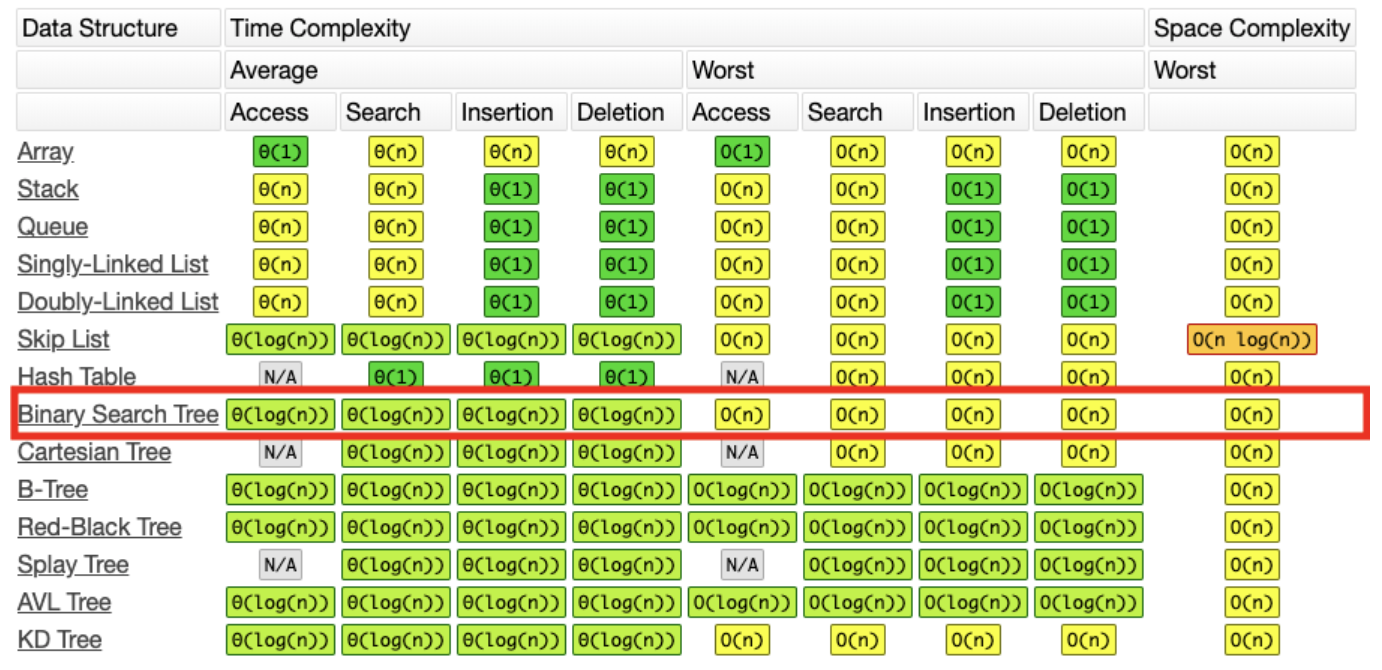 Data Structure Time Complexity Space Complexity
Average Worst Worst
Access Search Insertion Deletion Access Search Insertion Deletion
Array Θ(1) Θ(n) Θ(n) Θ(n) O(1) O(n) O(n) O(n) O(n)
Stack Θ(n) Θ(n) Θ(1) Θ(1) O(n) O(n) O(1) O(1) O(n)
Queue Θ(n) Θ(n) Θ(1) Θ(1) O(n) O(n) O(1) O(1) O(n)
Singly-Linked List Θ(n) Θ(n) Θ(1) Θ(1) O(n) O(n) O(1) O(1) O(n)
Doubly-Linked List Θ(n) Θ(n) Θ(1) Θ(1) O(n) O(n) O(1) O(1) O(n)
Skip List Θ(log(n)) Θ(log(n)) Θ(log(n)) Θ(log(n)) O(n) O(n) O(n) O(n) O(n log(n))
Hash Table N/A Θ(1) Θ(1) Θ(1) N/A O(n) O(n) O(n) O(n)
Binary Search Tree Θ(log(n)) Θ(log(n)) Θ(log(n)) Θ(log(n)) O(n) O(n) O(n) O(n) O(n)
Cartesian Tree N/A Θ(log(n)) Θ(log(n)) Θ(log(n)) N/A O(n) O(n) O(n) O(n)
B-Tree Θ(log(n)) Θ(log(n)) Θ(log(n)) Θ(log(n)) O(log(n)) O(log(n)) O(log(n)) O(log(n)) O(n)
Red-Black Tree Θ(log(n)) Θ(log(n)) Θ(log(n)) Θ(log(n)) O(log(n)) O(log(n)) O(log(n)) O(log(n)) O(n)
Splay Tree N/A Θ(log(n)) Θ(log(n)) Θ(log(n)) N/A O(log(n)) O(log(n)) O(log(n)) O(n)
AVL Tree Θ(log(n)) Θ(log(n)) Θ(log(n)) Θ(log(n)) O(log(n)) O(log(n)) O(log(n)) O(log(n)) O(n)
KD Tree Θ(log(n)) Θ(log(n)) Θ(log(n)) Θ(log(n)) O(n) O(n) O(n) O(n) O(n)